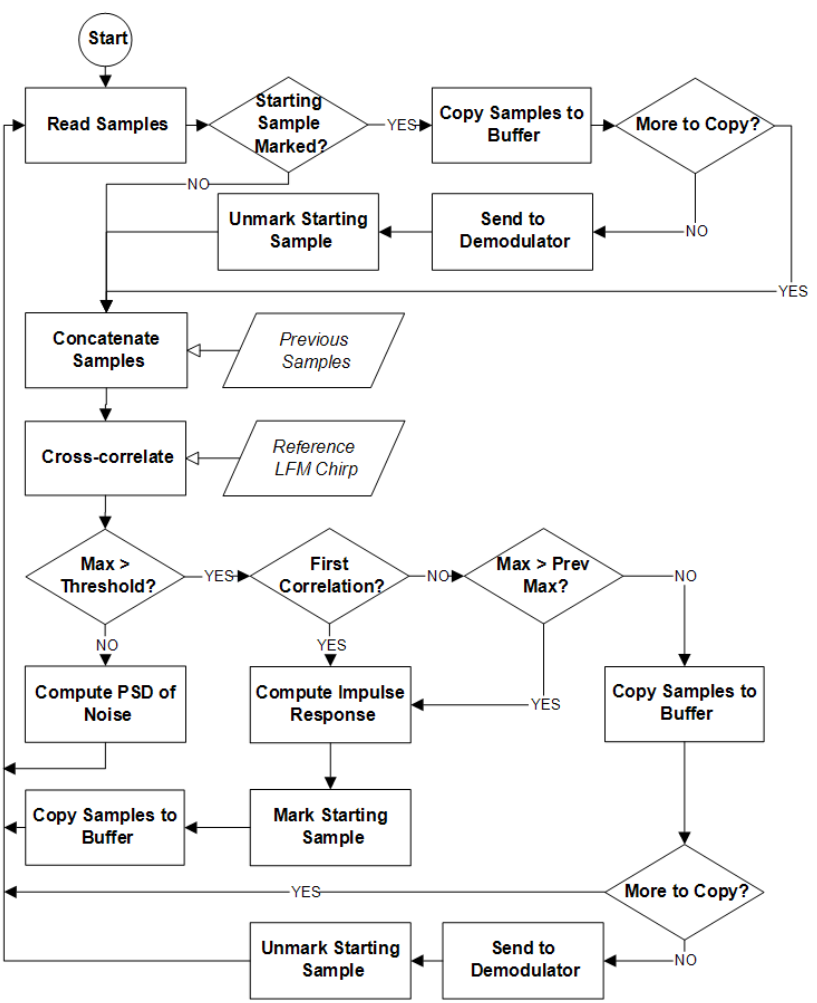 Start
Read Samples
Starting
Sample
Marked?
YES
Copy Samples to
Buffer
More to Copy?
NO
Unmark Starting
Sample
Send to
Demodulator
NO
YES
Concatenate
Samples
Previous
Samples
Cross-correlate
Reference
LFM Chirp
Max >
Threshold?
YES
First
Correlation?
NO
Max > Prev
Max?
NO
NO
YES
Compute PSD of
Noise
Compute Impulse
Response
YES
Copy Samples to
Buffer
Copy Samples to
Buffer
Mark Starting
Sample
YES
More to Copy?
Unmark Starting
Sample
Send to
Demodulator
NO